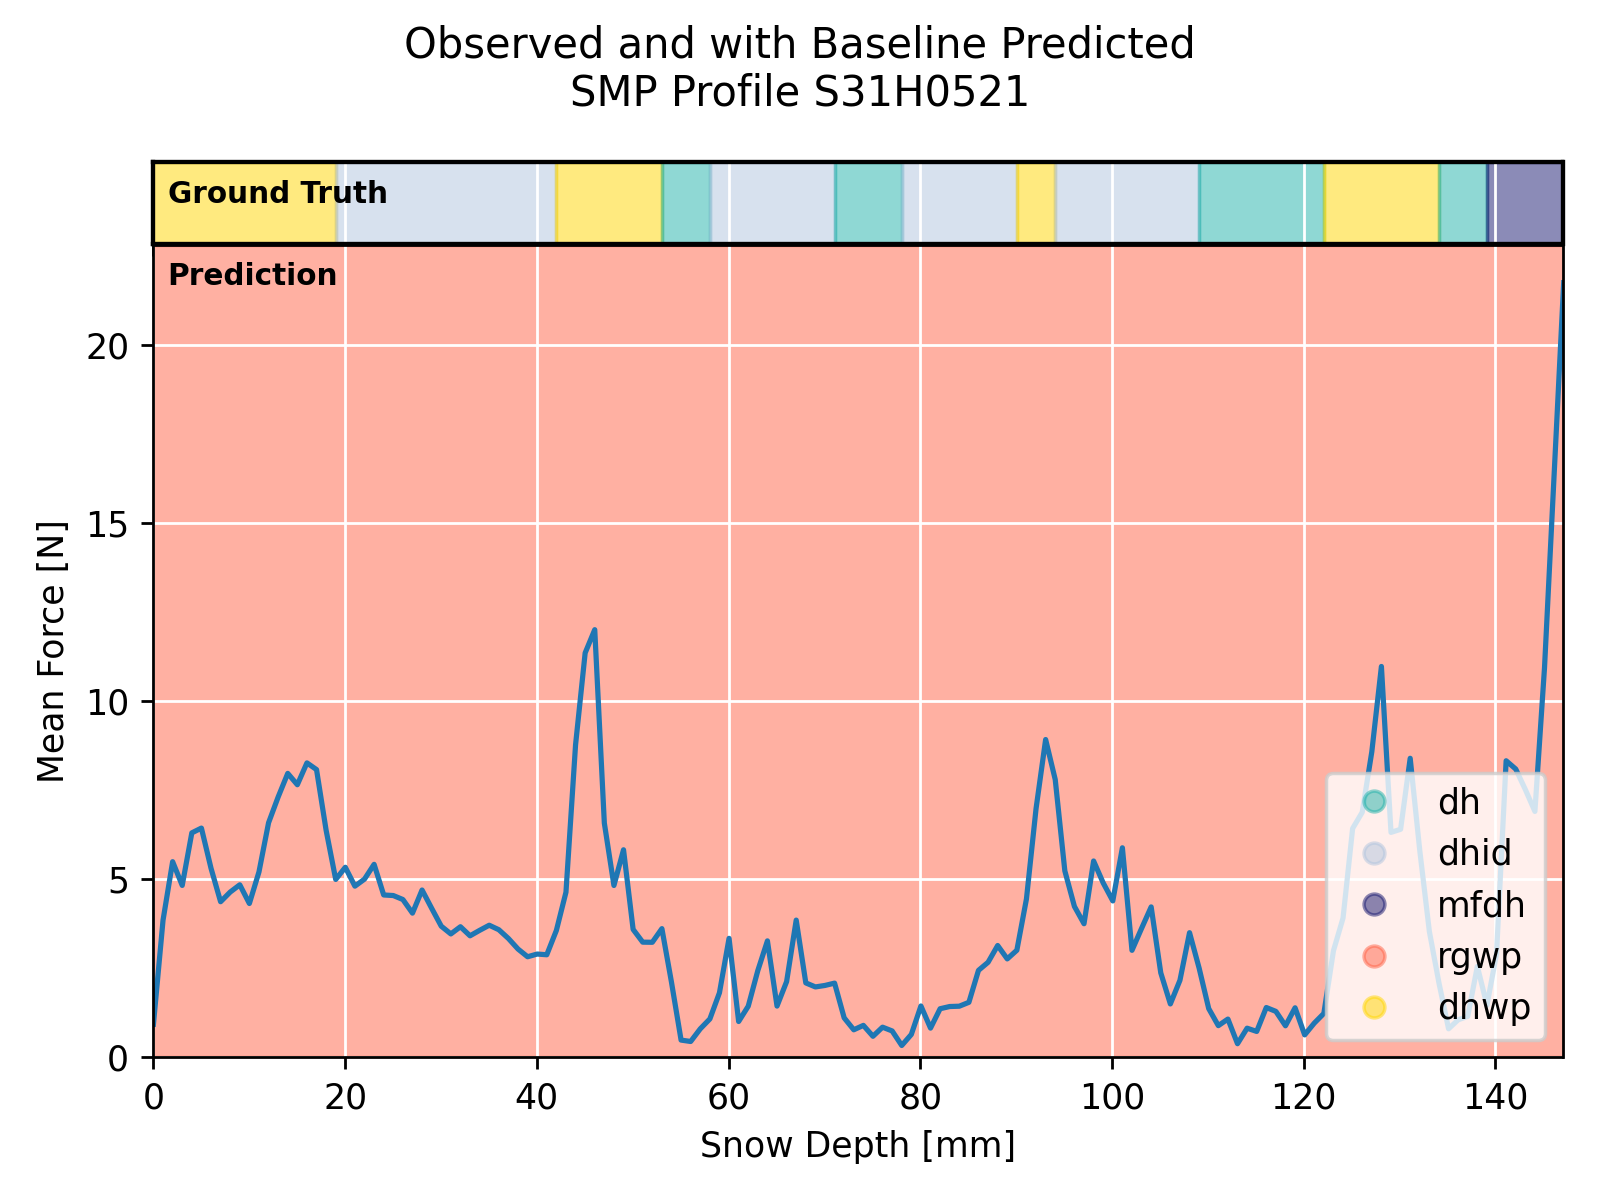 Observed and with Baseline Predicted
SMP Profile S31H0521
Ground Truth
Prediction
20
15
10
5
0
Mean Force [N]
dh
dhid
mfdh
rgwp
dhwp
0 20 40 60 80 100 120 140
Snow Depth [mm]